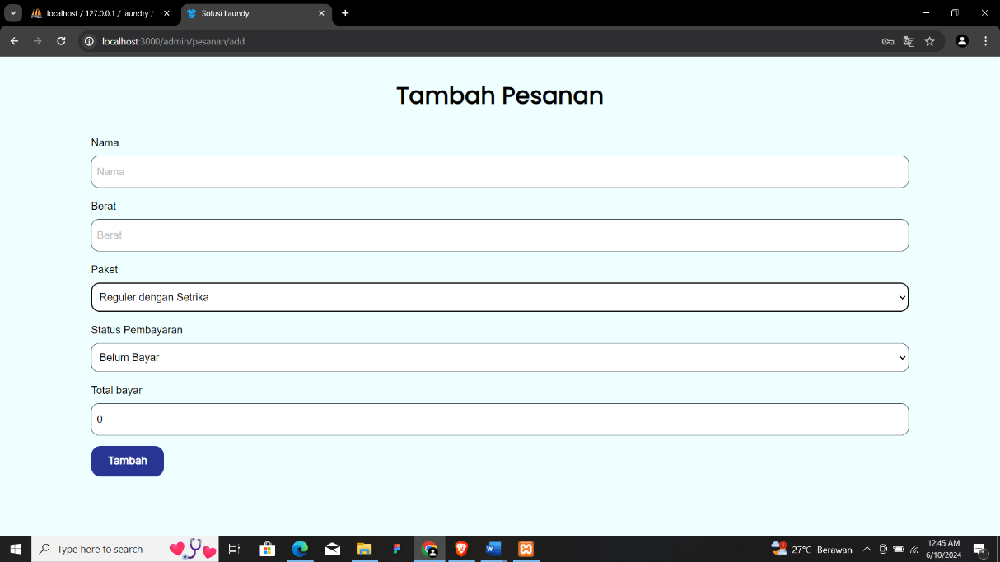 localhost / 127.0.0.1 / laundry /
Solusi Laundy
localhost:3000/admin/pesanan/add
Tambah Pesanan
Nama
Nama
Berat
Berat
Paket
Reguler dengan Setrika
Status Pembayaran
Belum Bayar
Total bayar
0
Tambah
Type here to search
27°C Berawan
12:45 AM
6/10/2024